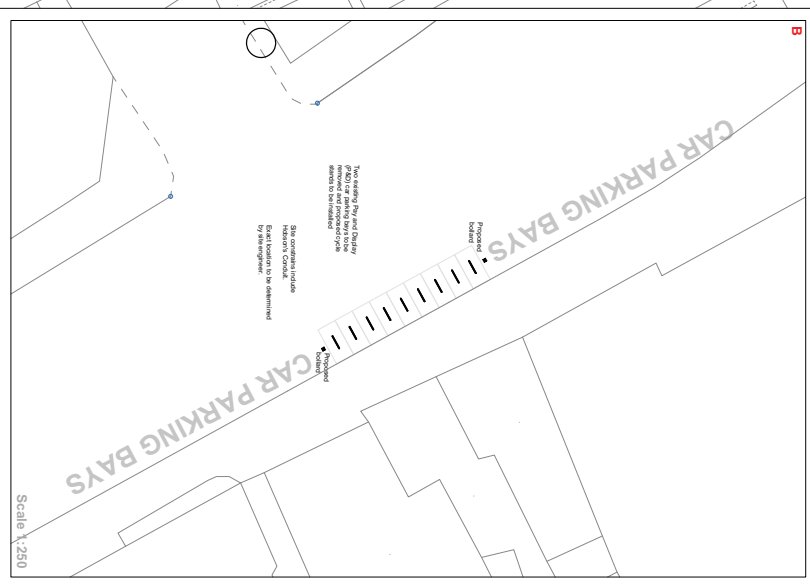 B
CAR PARKING BAYS
Two existing Pay and Display
(P&D) car parking bays to be
removed and proposed cycle
stands to be installed
Proposed
bollard
Site constrains include
Hobson's Conduit.
Exact location to be determined
by site engineer.
Proposed
bollard
CAR PARKING BAYS
Scale 1:250